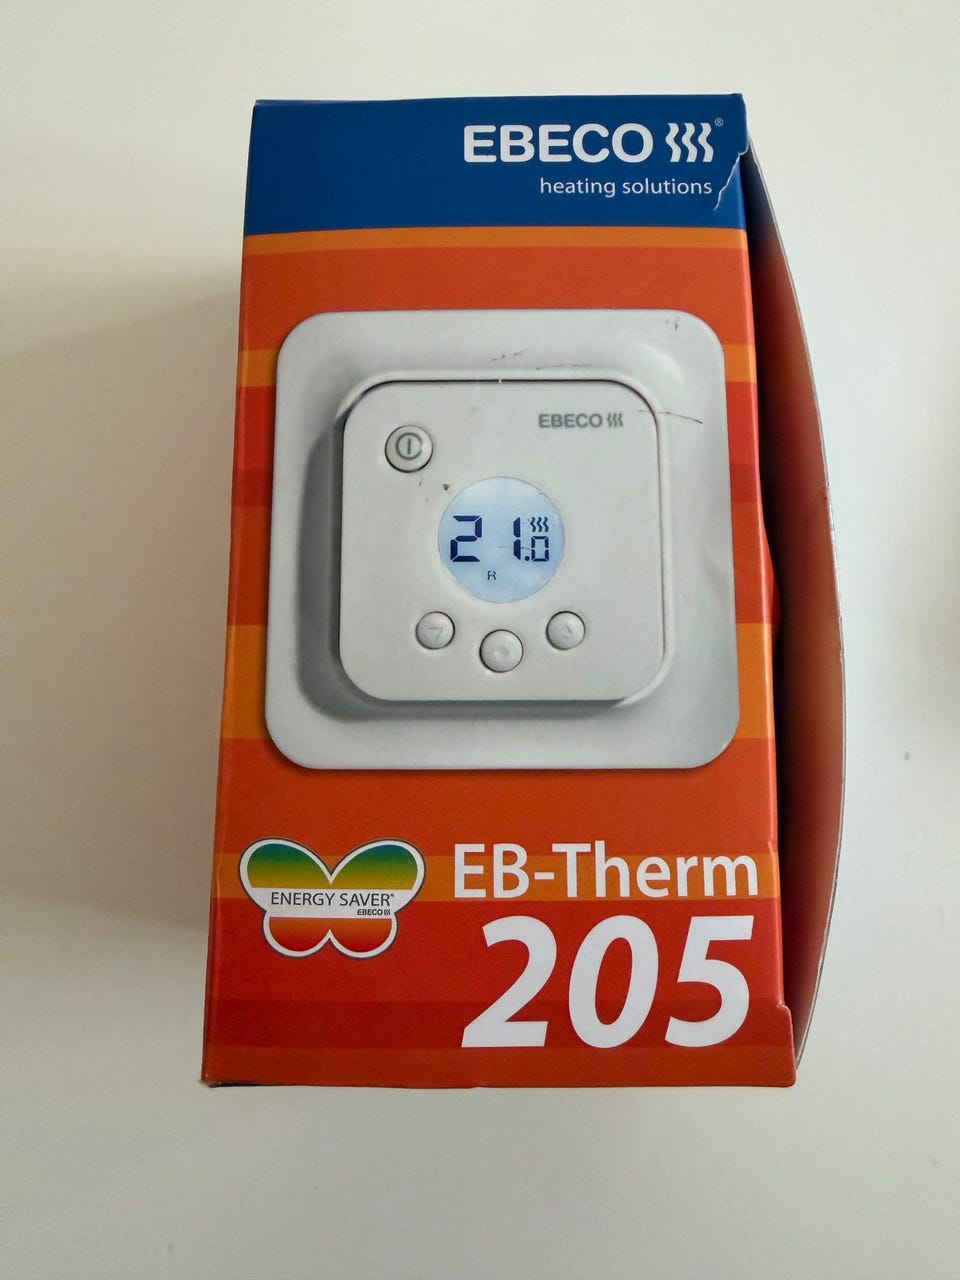 EBECO ®
heating solutions
EBECO
21.0
R
ENERGY SAVER®
EBECO
EB-Therm
205